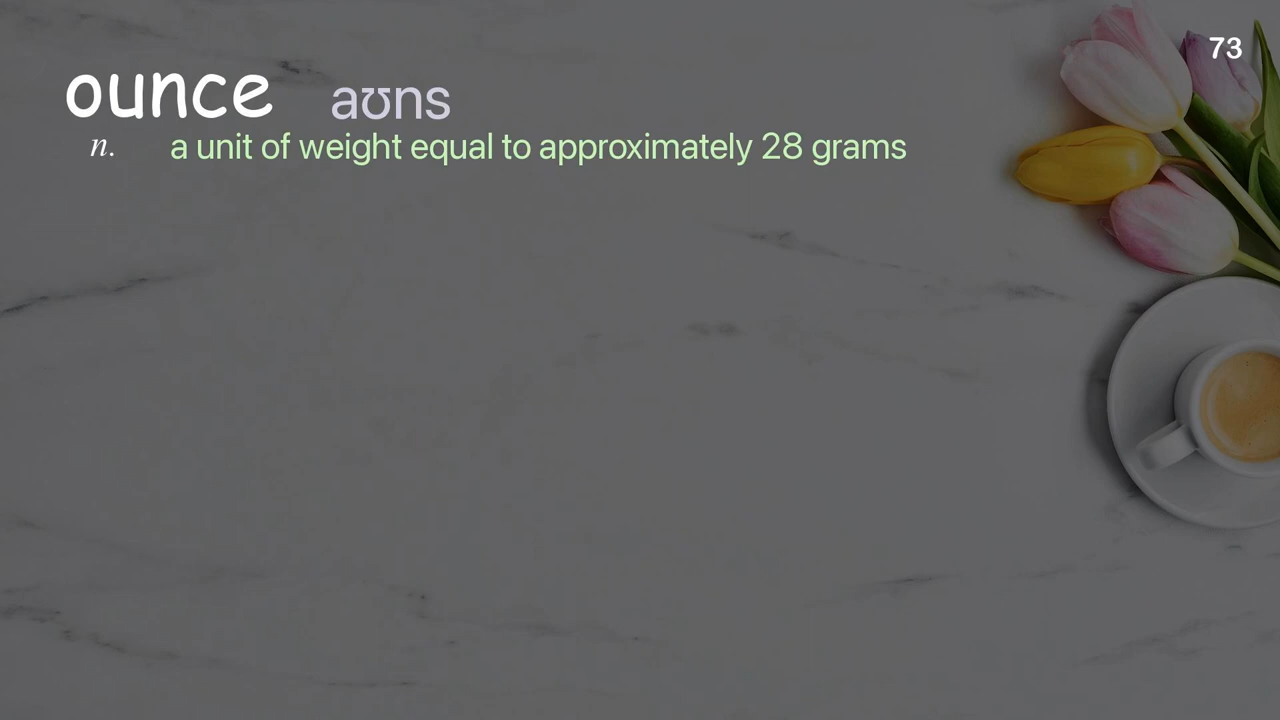 73
ounce aʊns
n. a unit of weight equal to approximately 28 grams